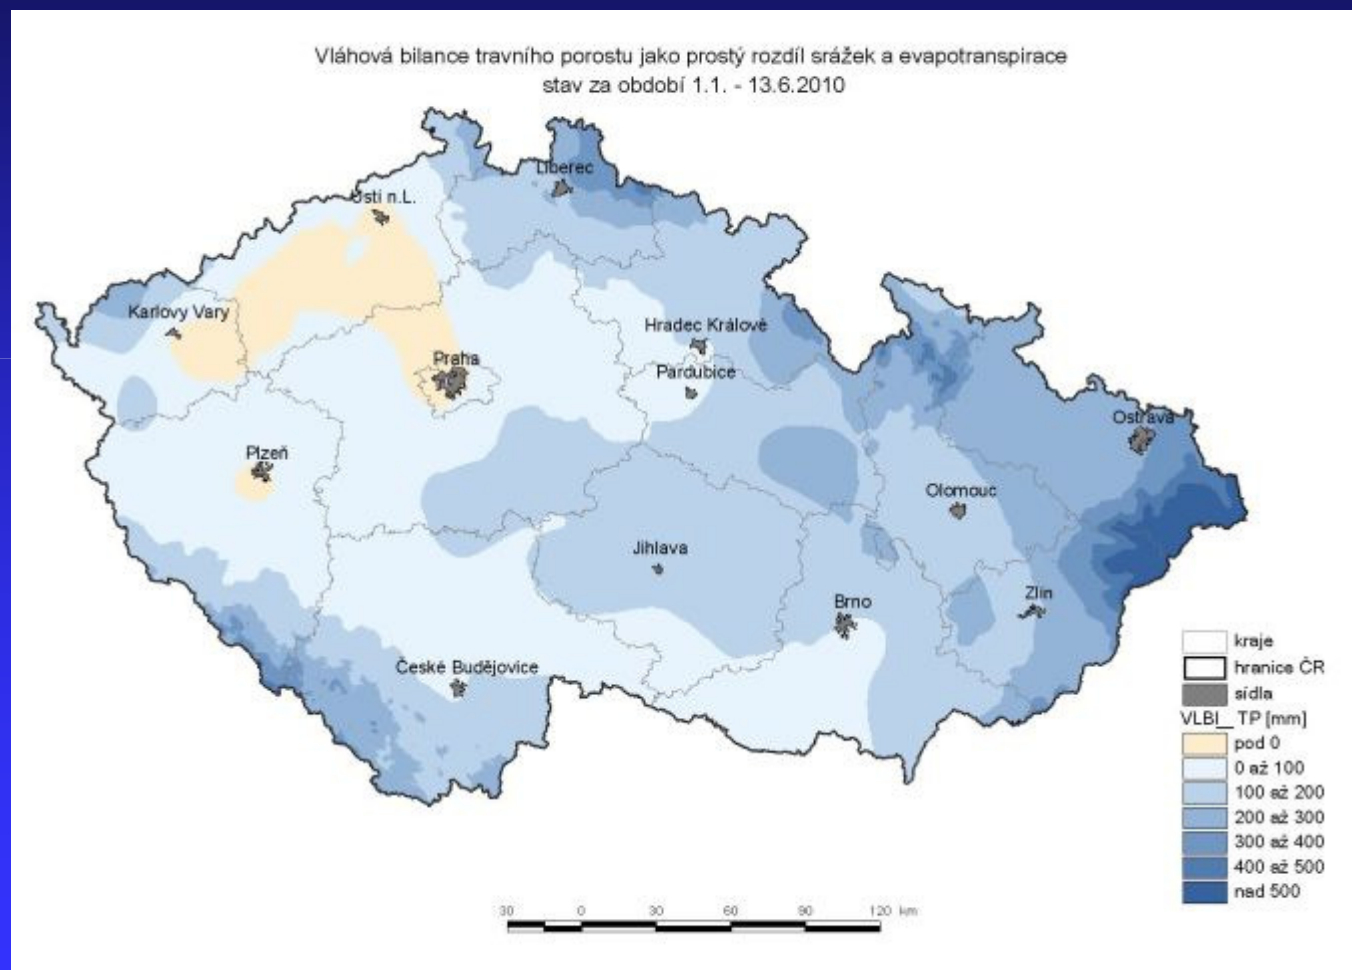 Vláhová bilance travního porostu jako prostý rozdíl srážek a evapotranspirace
stav za období 1.1. - 13.6.2010
Liberec
Ústí n.L.
Karlovy Vary
Hradec Králové
Praha
Pardubice
Ostrava
Plzeň
Olomouc
Jihlava
Zlín
Brno
České Budějovice
kraje
hranice ČR
sídla
VLBI__TP [mm]
pod 0
0 až 100
100 až 200
200 až 300
300 až 400
400 až 500
nad 500
30 0 30 60 90 120 km